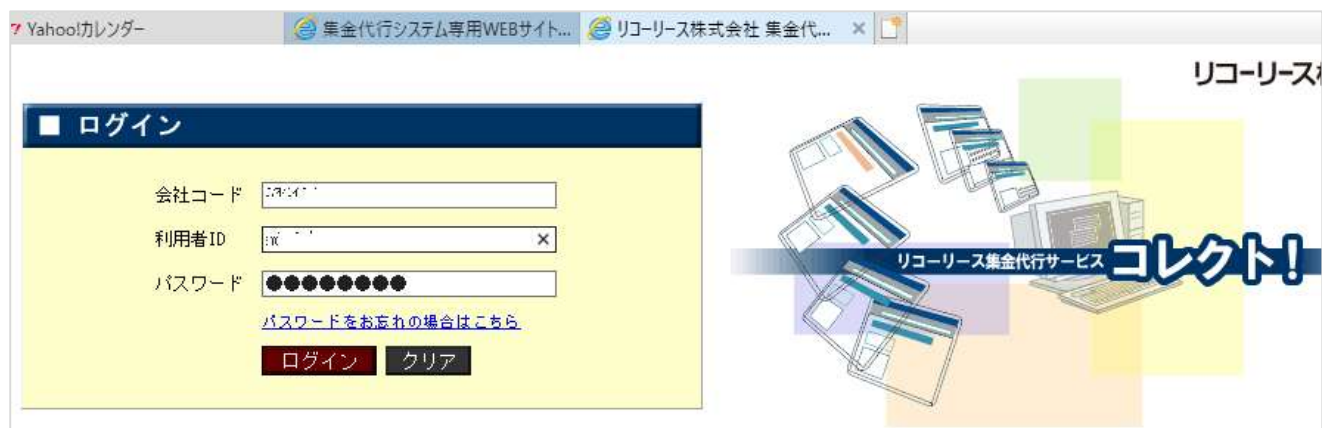 Yahoo!カレンダー
集金代行システム専用WEBサイト...
リコーリース株式会社 集金代...
リコーリース
■ ログイン
会社コード
利用者ID
パスワード ●●●●●●●●
パスワードをお忘れの場合はこちら
ログイン クリア
リコーリース集金代行サービス コレクト!